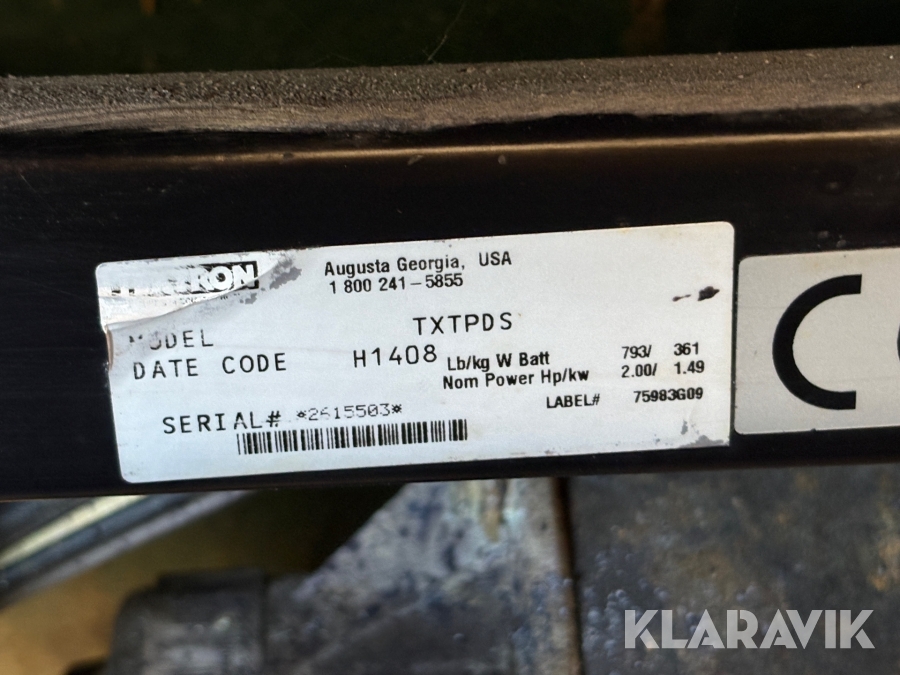 Augusta Georgia, USA
1 800 241-5855
MODEL TXTPDS
DATE CODE H1408
Lb/kg W Batt 793/ 361
Nom Power Hp/kw 2.00/ 1.49
LABEL# 75983G09
SERIAL# *2615503*
KLARAVIK